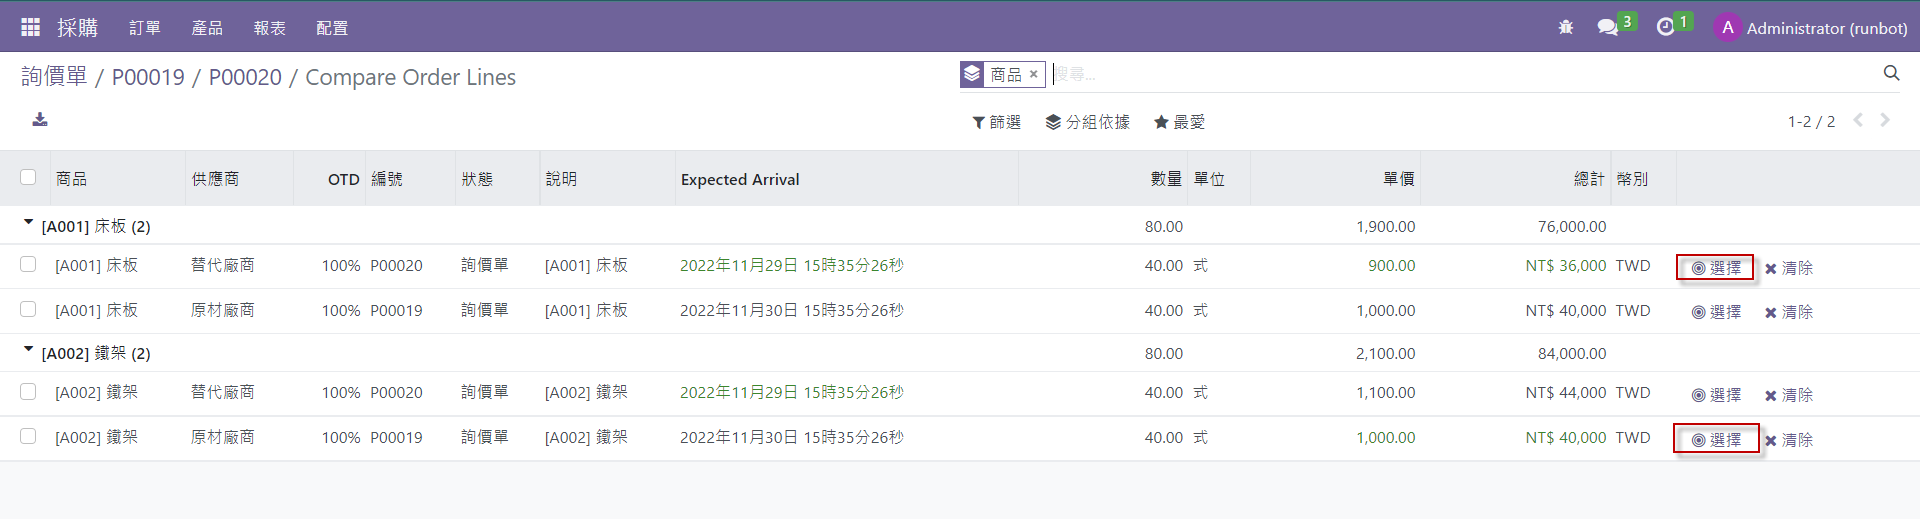 採購 訂單 產品 報表 配置 3 1 A Administrator (runbot)
詢價單 / P00019 / P00020 / Compare Order Lines 商品 × 搜尋...
篩選 分組依據 最愛 1-2 / 2
商品 供應商 OTD 編號 狀態 說明 Expected Arrival 數量 單位 單價 總計 幣別
[A001] 床板 (2) 80.00 1,900.00 76,000.00
[A001] 床板 替代廠商 100% P00020 詢價單 [A001] 床板 2022年11月29日 15時35分26秒 40.00 式 900.00 NT$ 36,000 TWD 選擇 清除
[A001] 床板 原材廠商 100% P00019 詢價單 [A001] 床板 2022年11月30日 15時35分26秒 40.00 式 1,000.00 NT$ 40,000 TWD 選擇 清除
[A002] 鐵架 (2) 80.00 2,100.00 84,000.00
[A002] 鐵架 替代廠商 100% P00020 詢價單 [A002] 鐵架 2022年11月29日 15時35分26秒 40.00 式 1,100.00 NT$ 44,000 TWD 選擇 清除
[A002] 鐵架 原材廠商 100% P00019 詢價單 [A002] 鐵架 2022年11月30日 15時35分26秒 40.00 式 1,000.00 NT$ 40,000 TWD 選擇 清除